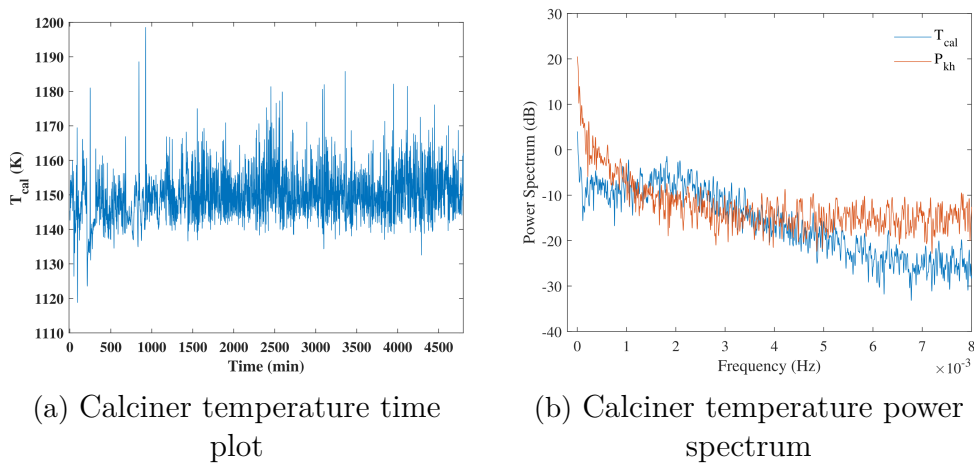 1200
1190
1180
1170
1160
1150
1140
1130
1120
1110
T_cal (K)
0 500 1000 1500 2000 2500 3000 3500 4000 4500
Time (min)
(a) Calciner temperature time
plot
30
20
10
0
-10
-20
-30
-40
Power Spectrum (dB)
T_cal
P_kh
0 1 2 3 4 5 6 7 8
Frequency (Hz)
×10^-3
(b) Calciner temperature power
spectrum